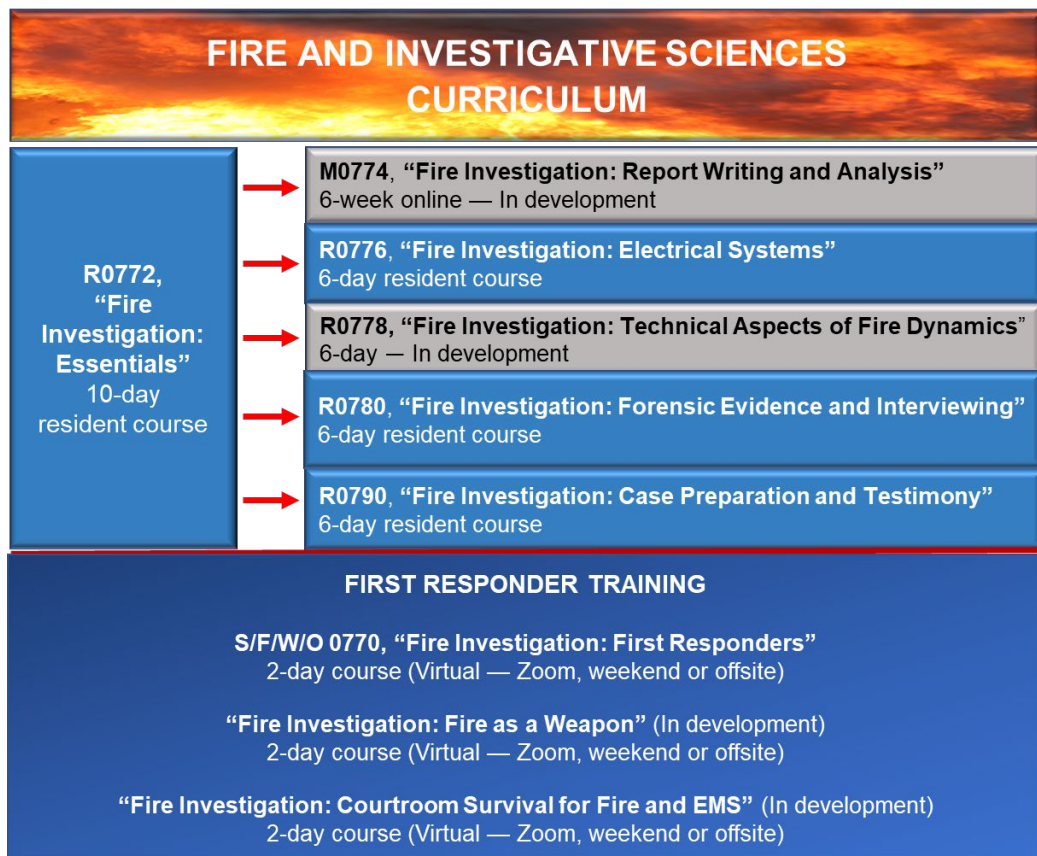 FIRE AND INVESTIGATIVE SCIENCES
CURRICULUM
R0772,
“Fire
Investigation:
Essentials”
10-day
resident course
M0774, “Fire Investigation: Report Writing and Analysis”
6-week online — In development
R0776, “Fire Investigation: Electrical Systems”
6-day resident course
R0778, “Fire Investigation: Technical Aspects of Fire Dynamics”
6-day — In development
R0780, “Fire Investigation: Forensic Evidence and Interviewing”
6-day resident course
R0790, “Fire Investigation: Case Preparation and Testimony”
6-day resident course
FIRST RESPONDER TRAINING
S/F/W/O 0770, “Fire Investigation: First Responders”
2-day course (Virtual — Zoom, weekend or offsite)
“Fire Investigation: Fire as a Weapon” (In development)
2-day course (Virtual — Zoom, weekend or offsite)
“Fire Investigation: Courtroom Survival for Fire and EMS” (In development)
2-day course (Virtual — Zoom, weekend or offsite)